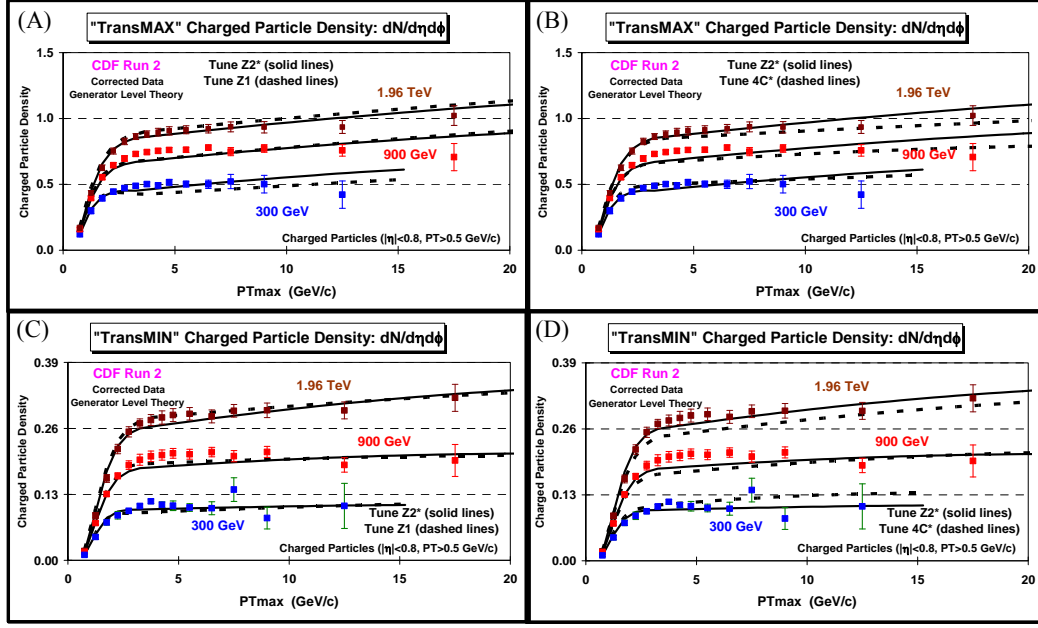 (A)
"TransMAX" Charged Particle Density: dN/dηdϕ
CDF Run 2
Corrected Data
Generator Level Theory
Tune Z2* (solid lines)
Tune Z1 (dashed lines)
1.96 TeV
900 GeV
300 GeV
Charged Particles (|η|<0.8, PT>0.5 GeV/c)
Charged Particle Density
1.5
1.0
0.5
0.0
0 5 10 15 20
PTmax (GeV/c)
(B)
"TransMAX" Charged Particle Density: dN/dηdϕ
CDF Run 2
Corrected Data
Generator Level Theory
Tune Z2* (solid lines)
Tune 4C* (dashed lines)
1.96 TeV
900 GeV
300 GeV
Charged Particles (|η|<0.8, PT>0.5 GeV/c)
Charged Particle Density
1.5
1.0
0.5
0.0
0 5 10 15 20
PTmax (GeV/c)
(C)
"TransMIN" Charged Particle Density: dN/dηdϕ
CDF Run 2
Corrected Data
Generator Level Theory
1.96 TeV
900 GeV
300 GeV
Tune Z2* (solid lines)
Tune Z1 (dashed lines)
Charged Particles (|η|<0.8, PT>0.5 GeV/c)
Charged Particle Density
0.39
0.26
0.13
0.00
0 5 10 15 20
PTmax (GeV/c)
(D)
"TransMIN" Charged Particle Density: dN/dηdϕ
CDF Run 2
Corrected Data
Generator Level Theory
1.96 TeV
900 GeV
300 GeV
Tune Z2* (solid lines)
Tune 4C* (dashed lines)
Charged Particles (|η|<0.8, PT>0.5 GeV/c)
Charged Particle Density
0.39
0.26
0.13
0.00
0 5 10 15 20
PTmax (GeV/c)